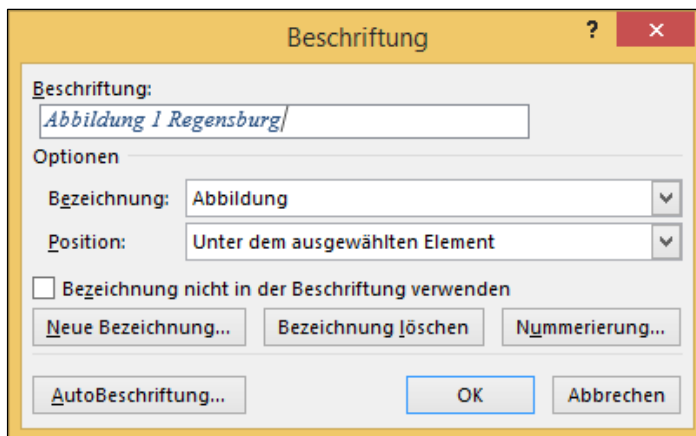 Beschriftung ? ×
Beschriftung:
Abbildung 1 Regensburg
Optionen
Bezeichnung: Abbildung
Position: Unter dem ausgewählten Element
Bezeichnung nicht in der Beschriftung verwenden
Neue Bezeichnung... Bezeichnung löschen Nummerierung...
AutoBeschriftung... OK Abbrechen